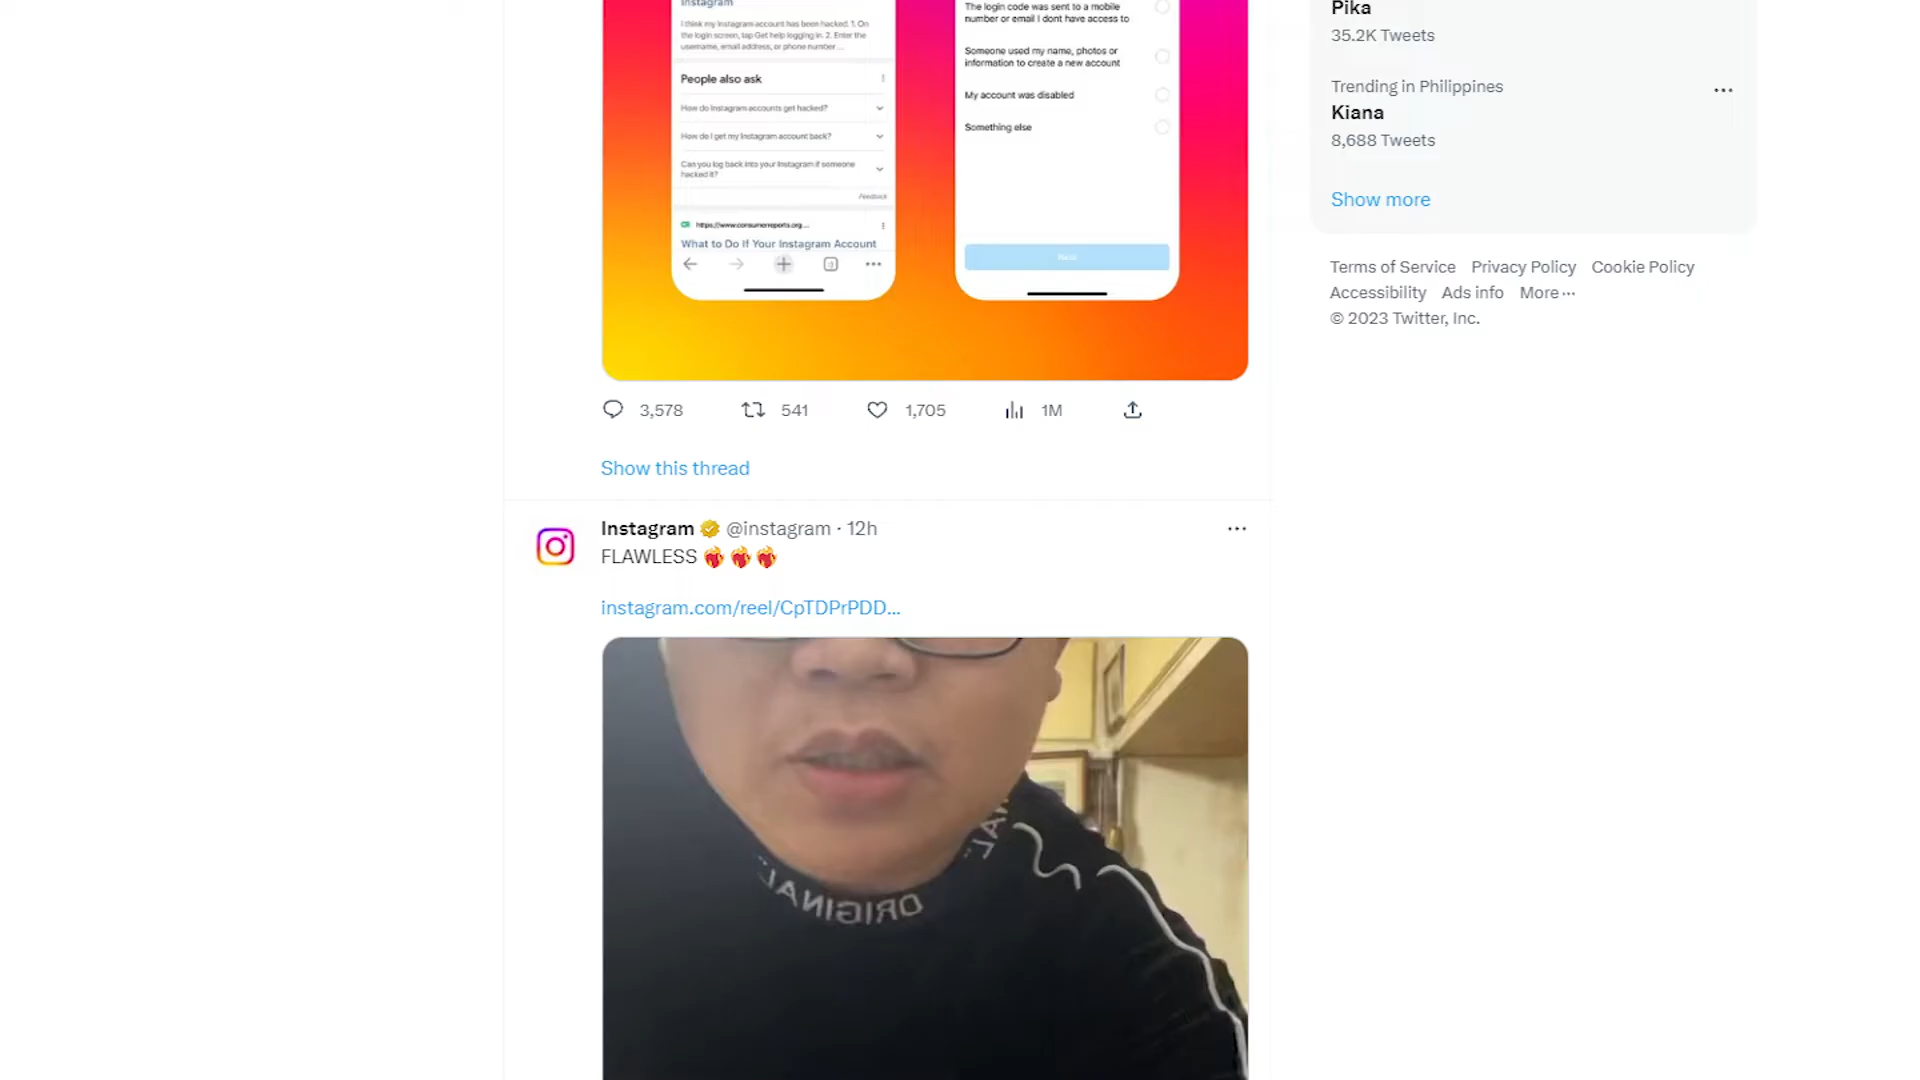 Instagram
I think my Instagram account has been hacked. 1. On
the login screen, tap Get help logging in. 2. Enter the
username, email address, or phone number ...
People also ask
How do Instagram accounts get hacked?
How do I get my Instagram account back?
Can you log back into your Instagram if someone
hacked it?
Feedback
CR https://www.consumerreports.org...
What to Do If Your Instagram Account
The login code was sent to a mobile
number or email I dont have access to
Someone used my name, photos or
information to create a new account
My account was disabled
Something else
Next
3,578 541 1,705 1M
Show this thread
Instagram @instagram · 12h
FLAWLESS ❤️‍🔥❤️‍🔥❤️‍🔥
instagram.com/reel/CpTDPrPDD...
ORIGINAL
AL
Pika
35.2K Tweets
Trending in Philippines
Kiana
8,688 Tweets
Show more
Terms of Service Privacy Policy Cookie Policy
Accessibility Ads info More ...
© 2023 Twitter, Inc.